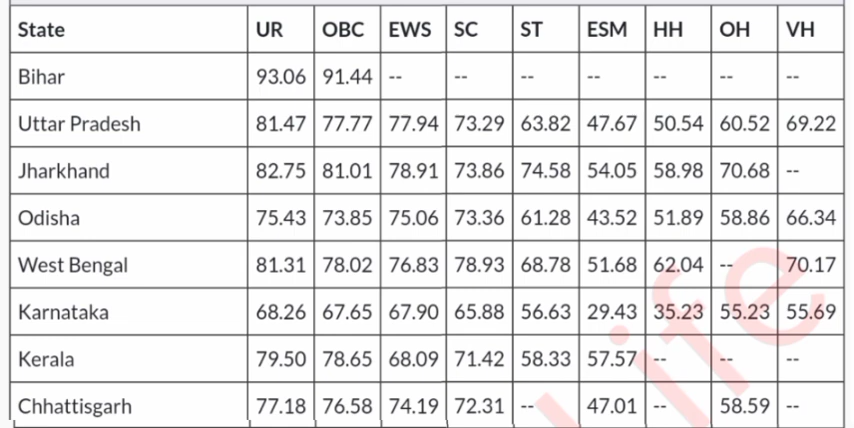 State UR OBC EWS SC ST ESM HH OH VH
Bihar 93.06 91.44 -- -- -- -- -- -- --
Uttar Pradesh 81.47 77.77 77.94 73.29 63.82 47.67 50.54 60.52 69.22
Jharkhand 82.75 81.01 78.91 73.86 74.58 54.05 58.98 70.68 --
Odisha 75.43 73.85 75.06 73.36 61.28 43.52 51.89 58.86 66.34
West Bengal 81.31 78.02 76.83 78.93 68.78 51.68 62.04 -- 70.17
Karnataka 68.26 67.65 67.90 65.88 56.63 29.43 35.23 55.23 55.69
Kerala 79.50 78.65 68.09 71.42 58.33 57.57 -- -- --
Chhattisgarh 77.18 76.58 74.19 72.31 -- 47.01 -- 58.59 --
Life